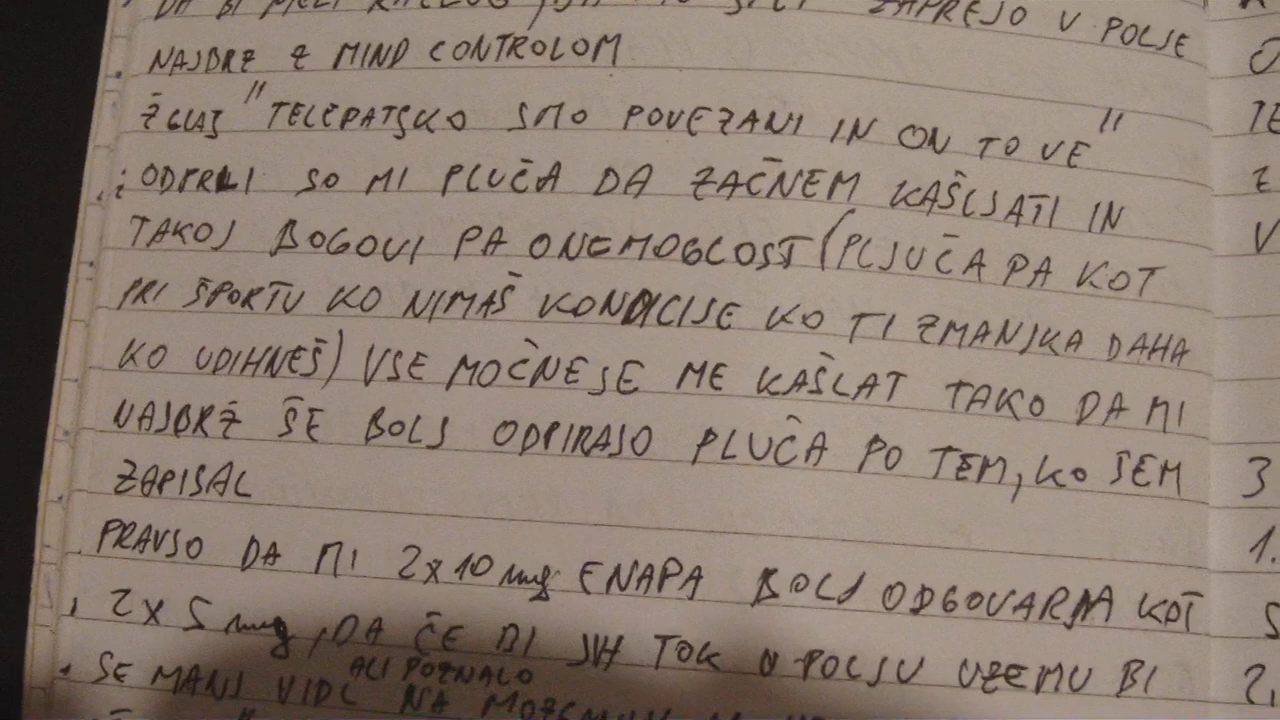 ZAPREJO V POLJE
NAJBRŽ Z MIND CONTROLOM
"TELEPATSKO SMO POVEZANI IN ON TO VE"
ODPRLI SO MI PLUČA DA ZAČNEM KAŠLJATI IN
TAKOJ BOGOVI PA ONEMOGLOST (PLJUČA PA KOT
PRI ŠPORTU KO NIMAŠ KONDICIJE KO TI ZMANJKA DAHA
KO UDIHNEŠ) VSE MOČNEJE ME KAŠLAT TAKO DA MI
NAJBRŽ ŠE BOLJ ODPIRAJO PLUČA PO TEM, KO SEM
ZAPISAL
PRAVJO DA MI 2x10 mg ENAPA BOLJ ODGOVARJA KOT
2x5 mg, DA ČE BI JIH TOK V POLJU VZEMU BI
ALI POZNALO
SE MANJ VIDL NA